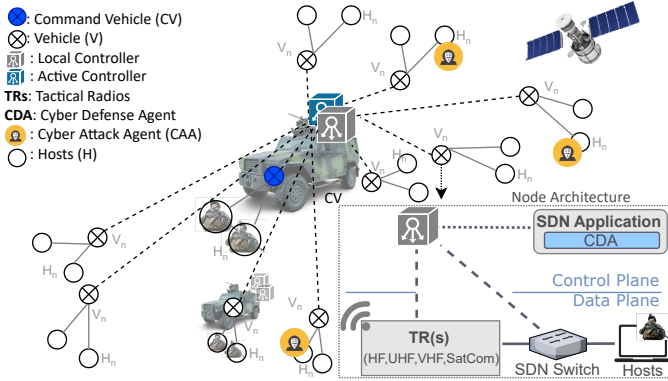 : Command Vehicle (CV)
: Vehicle (V)
: Local Controller
: Active Controller
TRs: Tactical Radios
CDA: Cyber Defense Agent
: Cyber Attack Agent (CAA)
: Hosts (H)
Hn
Vn
Vn
Hn
Vn
Hn
Vn
Hn
Vn
Hn
CV
Vn
Hn
Vn
Hn
Vn
Hn
Vn
Hn
Node Architecture
SDN Application
CDA
Control Plane
Data Plane
TR(s)
(HF,UHF,VHF,SatCom)
SDN Switch
Hosts